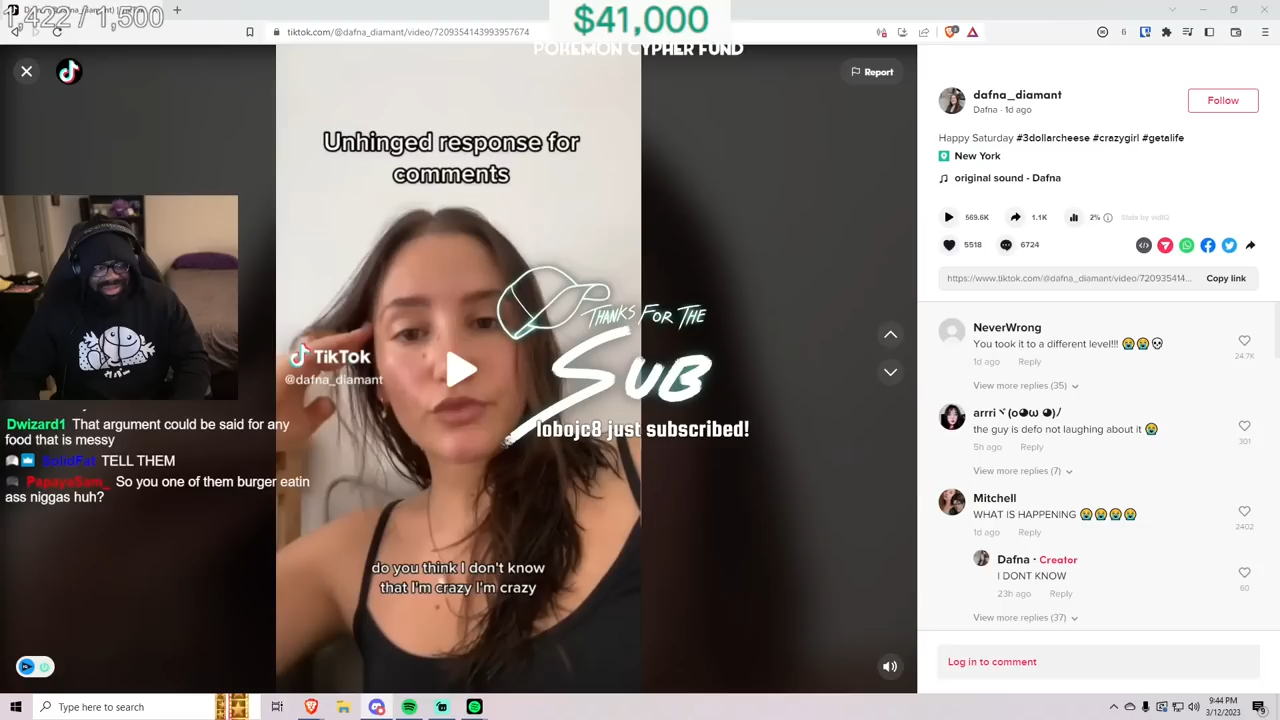 1,422 / 1,500
$41,000
POKEMON CYPHER FUND
tiktok.com/@dafna_diamant/video/7209354143993957674
Report
Unhinged response for
comments
TikTok
@dafna_diamant
THANKS FOR THE
SUB
lobojc8 just subscribed!
do you think I don't know
that I'm crazy I'm crazy
Dwizard1 That argument could be said for any
food that is messy
SolidFat TELL THEM
PapayaSam_ So you one of them burger eatin
ass niggas huh?
dafna_diamant
Dafna · 1d ago
Follow
Happy Saturday #3dollarcheese #crazygirl #getalife
New York
original sound - Dafna
569.6K
1.1K
2%
5518
6724
https://www.tiktok.com/@dafna_diamant/video/720935414...
Copy link
NeverWrong
You took it to a different level!!! 😭😭💀
1d ago Reply
24.7K
View more replies (35)
arrri ヾ(o◕ω ◕)ﾉ
the guy is defo not laughing about it 😭
5h ago Reply
301
View more replies (7)
Mitchell
WHAT IS HAPPENING 😭😭😭😭
1d ago Reply
2402
Dafna · Creator
I DONT KNOW
23h ago Reply
60
View more replies (37)
Log in to comment
Type here to search
9:44 PM
3/12/2023